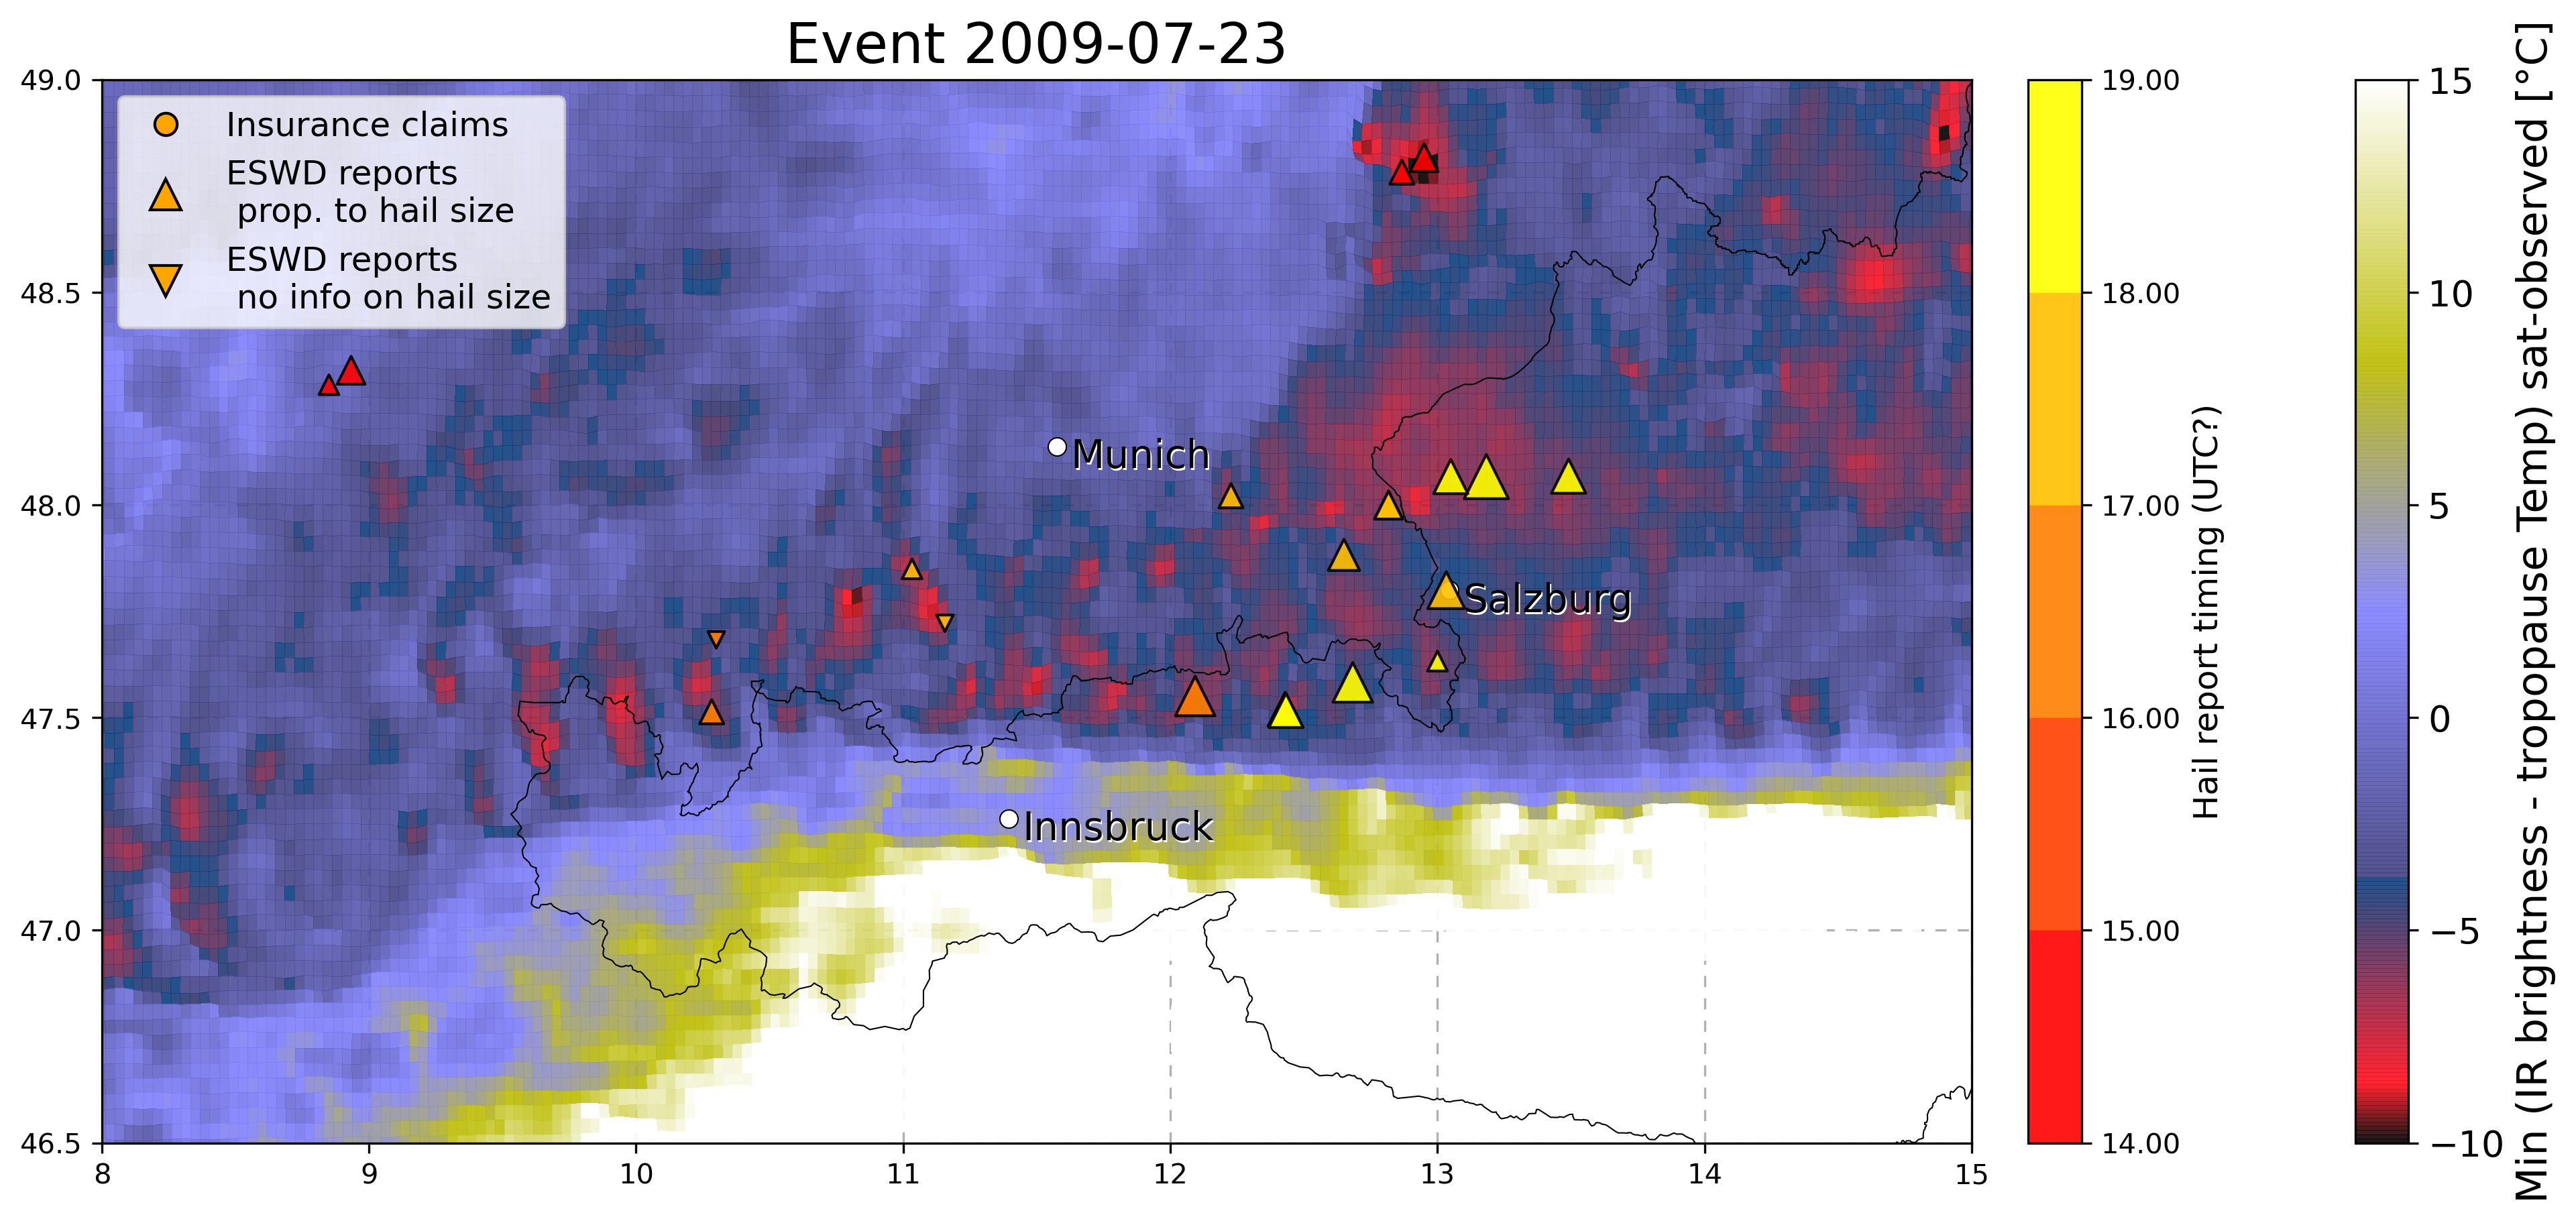 Event 2009-07-23
49.0
48.5
48.0
47.5
47.0
46.5
8
9
10
11
12
13
14
15
Insurance claims
ESWD reports
prop. to hail size
ESWD reports
no info on hail size
Munich
Salzburg
Innsbruck
19.00
18.00
17.00
16.00
15.00
14.00
Hail report timing (UTC?)
15
10
5
0
−5
−10
Min (IR brightness - tropopause Temp) sat-observed [°C]